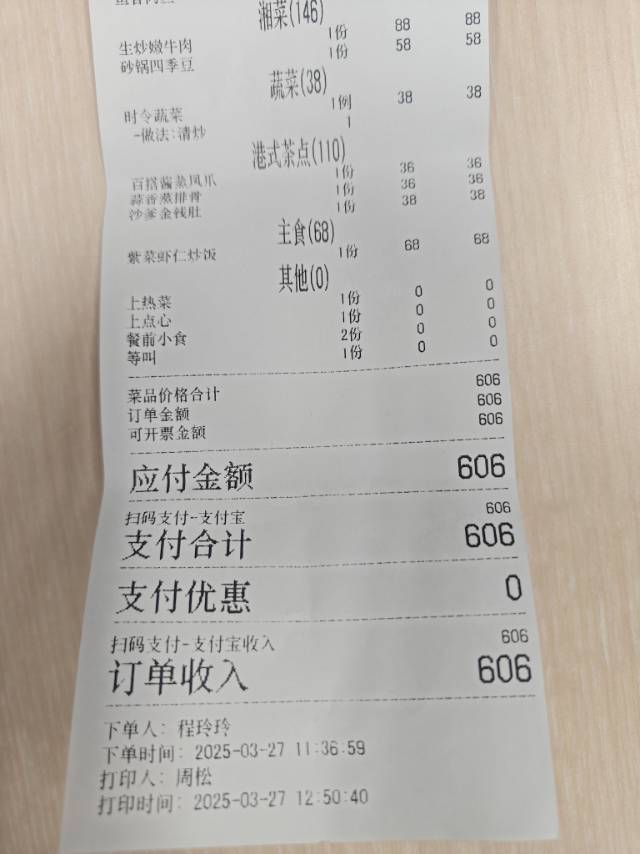 湘菜(146)
生炒嫩牛肉 1份 88 88
砂锅四季豆 1份 58 58
蔬菜(38)
时令蔬菜 1例 38 38
-做法:清炒 1
港式茶点(110)
百搭酱蒸凤爪 1份 36 36
蒜香蒸排骨 1份 36 36
沙爹金钱肚 1份 38 38
主食(68)
紫菜虾仁炒饭 1份 68 68
其他(0)
上热菜 1份 0 0
上点心 1份 0 0
餐前小食 2份 0 0
等叫 1份 0 0
菜品价格合计 606
订单金额 606
可开票金额 606
应付金额 606
扫码支付-支付宝 606
支付合计 606
支付优惠 0
扫码支付-支付宝收入 606
订单收入 606
下单人: 程玲玲
下单时间: 2025-03-27 11:36:59
打印人: 周松
打印时间: 2025-03-27 12:50:40